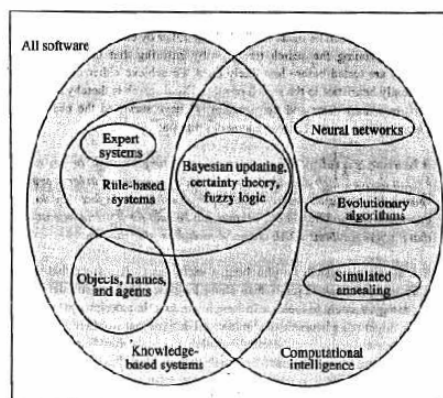 All software
Expert
systems
Rule-based
systems
Bayesian updating,
certainty theory,
fuzzy logic
Objects, frames,
and agents
Knowledge-
based systems
Neural networks
Evolutionary
algorithms
Simulated
annealing
Computational
intelligence